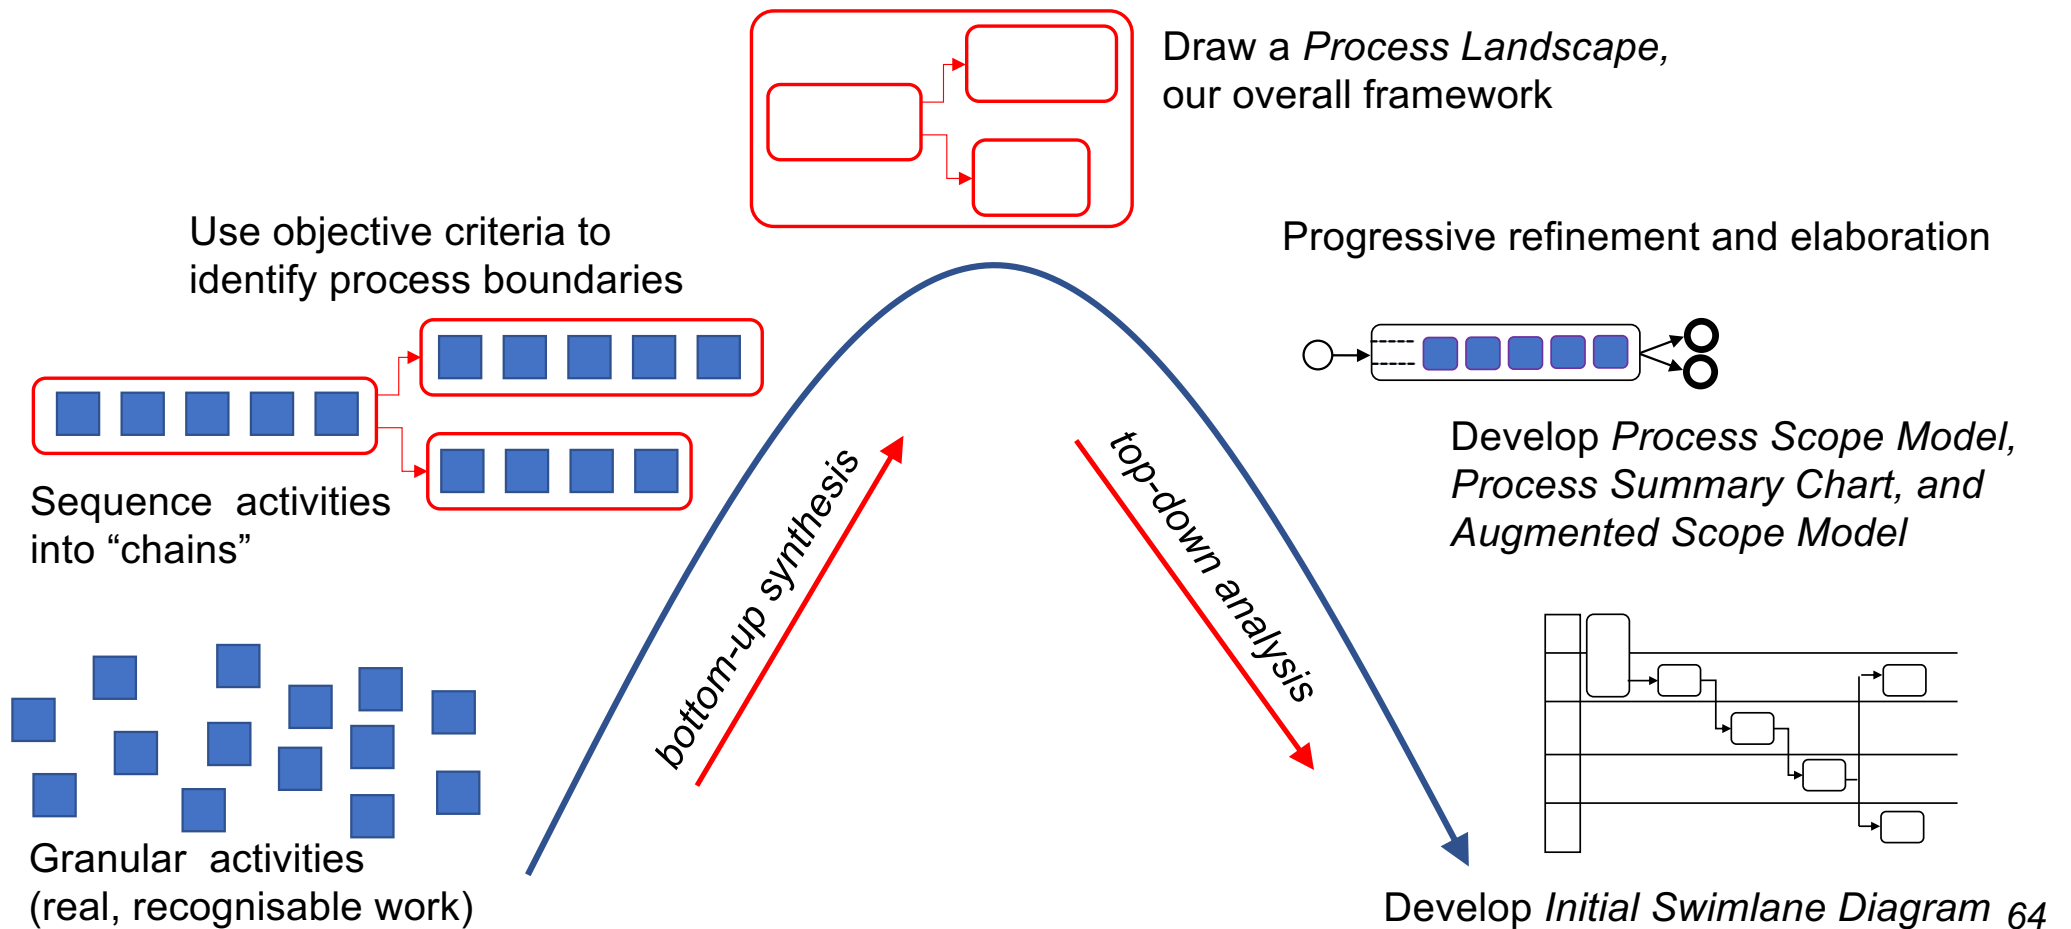 Draw a Process Landscape,
our overall framework
Use objective criteria to
identify process boundaries
Sequence activities
into “chains”
Granular activities
(real, recognisable work)
bottom-up synthesis
top-down analysis
Progressive refinement and elaboration
Develop Process Scope Model,
Process Summary Chart, and
Augmented Scope Model
Develop Initial Swimlane Diagram
64